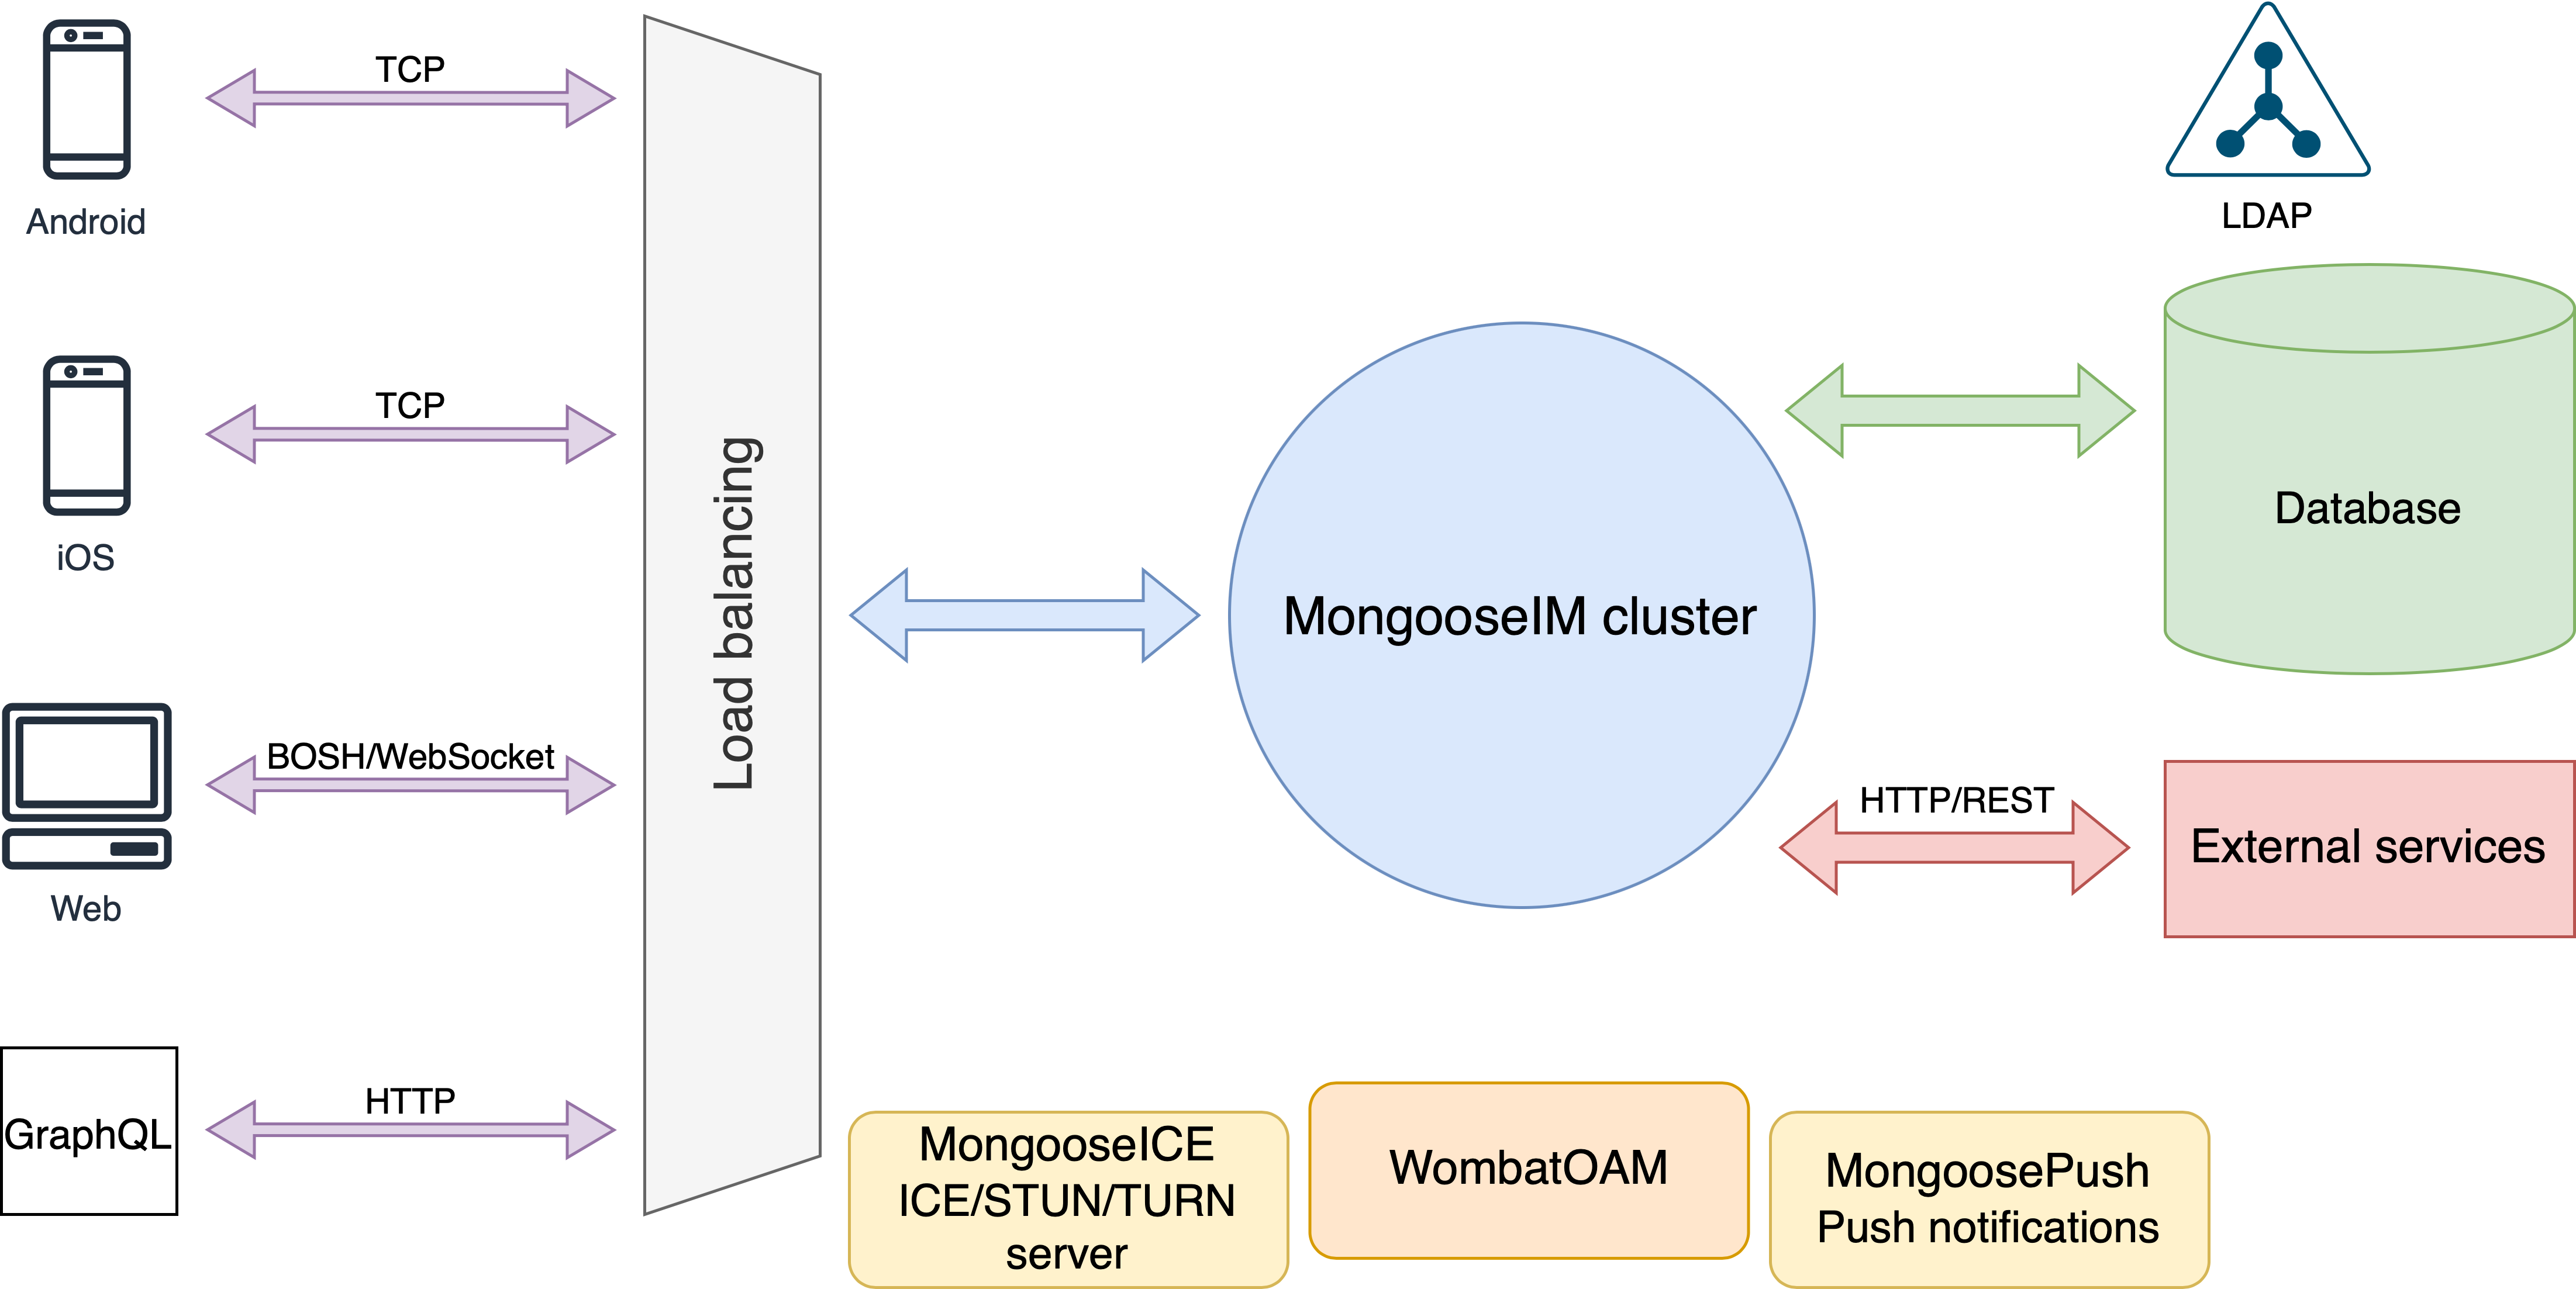 TCP
Android
TCP
iOS
BOSH/WebSocket
Web
HTTP
GraphQL
Load balancing
MongooseIM cluster
LDAP
Database
HTTP/REST
External services
MongooseICE
ICE/STUN/TURN
server
WombatOAM
MongoosePush
Push notifications